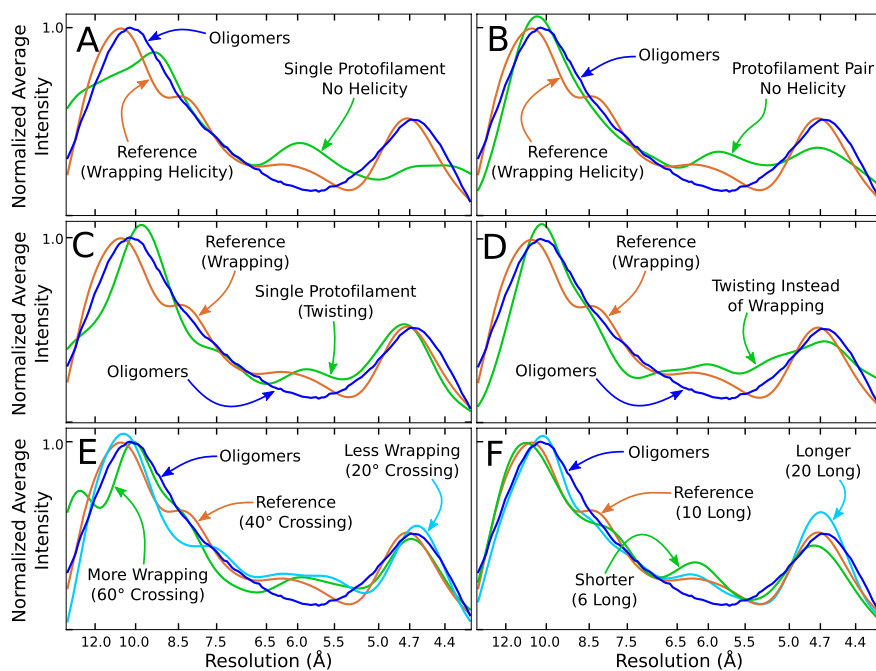 Normalized Average
Intensity
1.0
A
Oligomers
Single Protofilament
No Helicity
Reference
(Wrapping Helicity)
B
Oligomers
Protofilament Pair
No Helicity
Reference
(Wrapping Helicity)
Normalized Average
Intensity
1.0
C
Reference
(Wrapping)
Single Protofilament
(Twisting)
Oligomers
D
Reference
(Wrapping)
Twisting Instead
of Wrapping
Oligomers
Normalized Average
Intensity
1.0
E
Oligomers
Less Wrapping
(20° Crossing)
Reference
(40° Crossing)
More Wrapping
(60° Crossing)
F
Oligomers
Longer
(20 Long)
Reference
(10 Long)
Shorter
(6 Long)
12.0 10.0 8.5 7.5 6.5 6.0 5.5 5.0 4.7 4.4
12.0 10.0 8.5 7.5 6.5 6.0 5.5 5.0 4.7 4.4
Resolution (Å)
Resolution (Å)